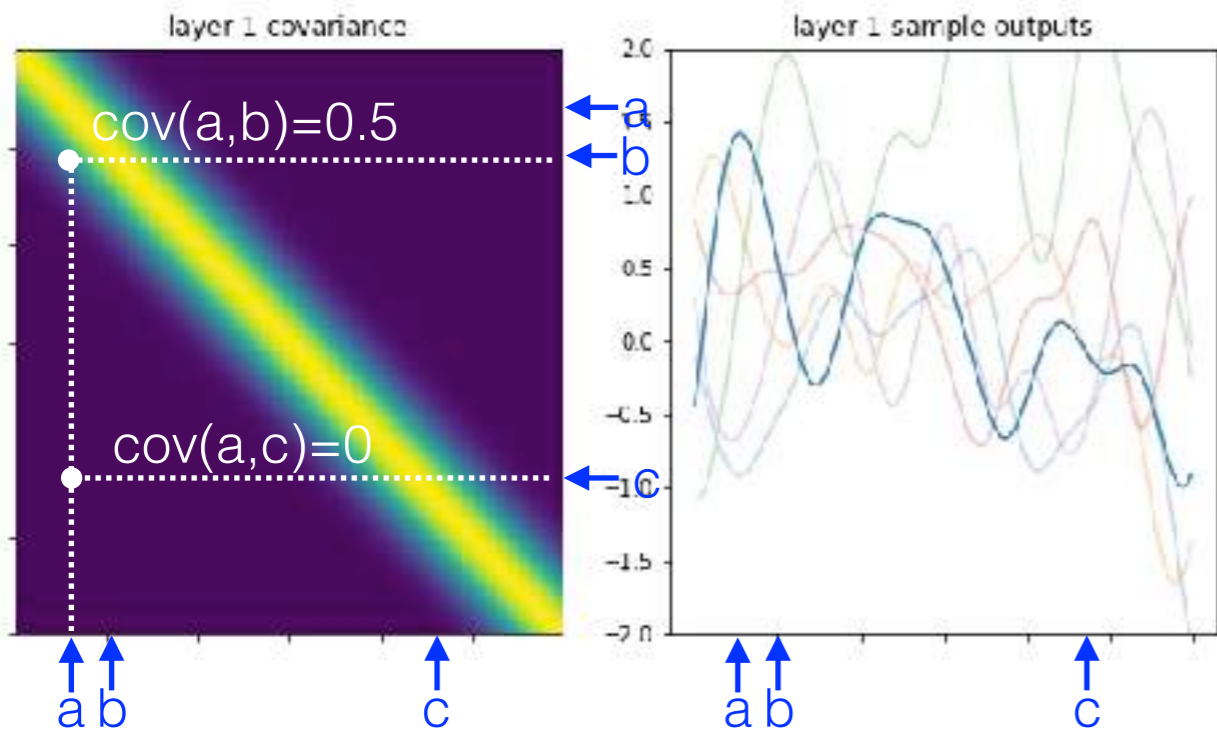 layer 1 covariance
cov(a,b)=0.5
cov(a,c)=0
a
b
c
a b c
layer 1 sample outputs
2.0
1.0
0.5
0.0
−0.5
−1.0
−1.5
−2.0
a b c